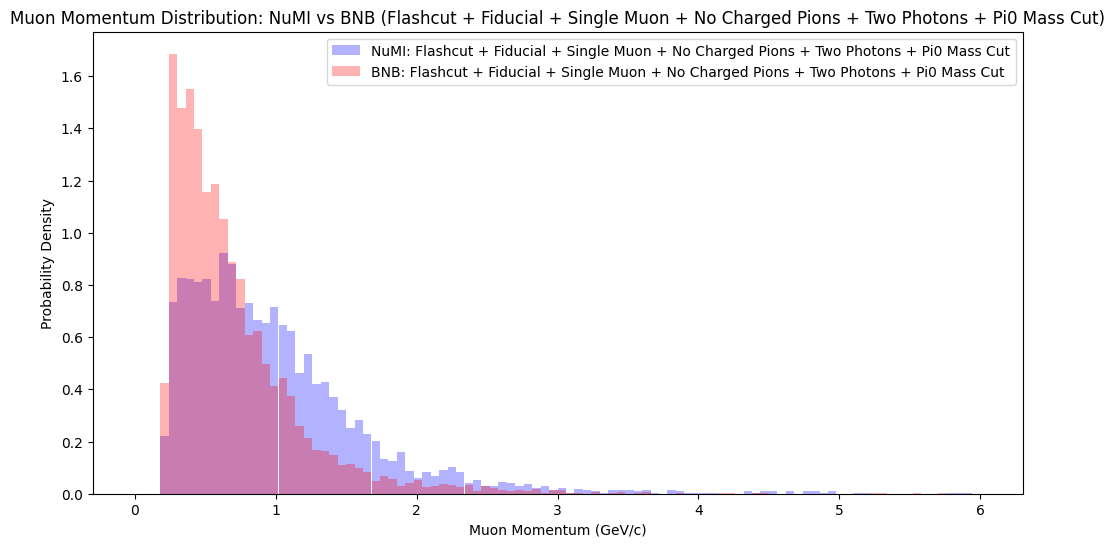 Muon Momentum Distribution: NuMI vs BNB (Flashcut + Fiducial + Single Muon + No Charged Pions + Two Photons + Pi0 Mass Cut)
NuMI: Flashcut + Fiducial + Single Muon + No Charged Pions + Two Photons + Pi0 Mass Cut
BNB: Flashcut + Fiducial + Single Muon + No Charged Pions + Two Photons + Pi0 Mass Cut
Probability Density
1.6
1.4
1.2
1.0
0.8
0.6
0.4
0.2
0.0
0 1 2 3 4 5 6
Muon Momentum (GeV/c)